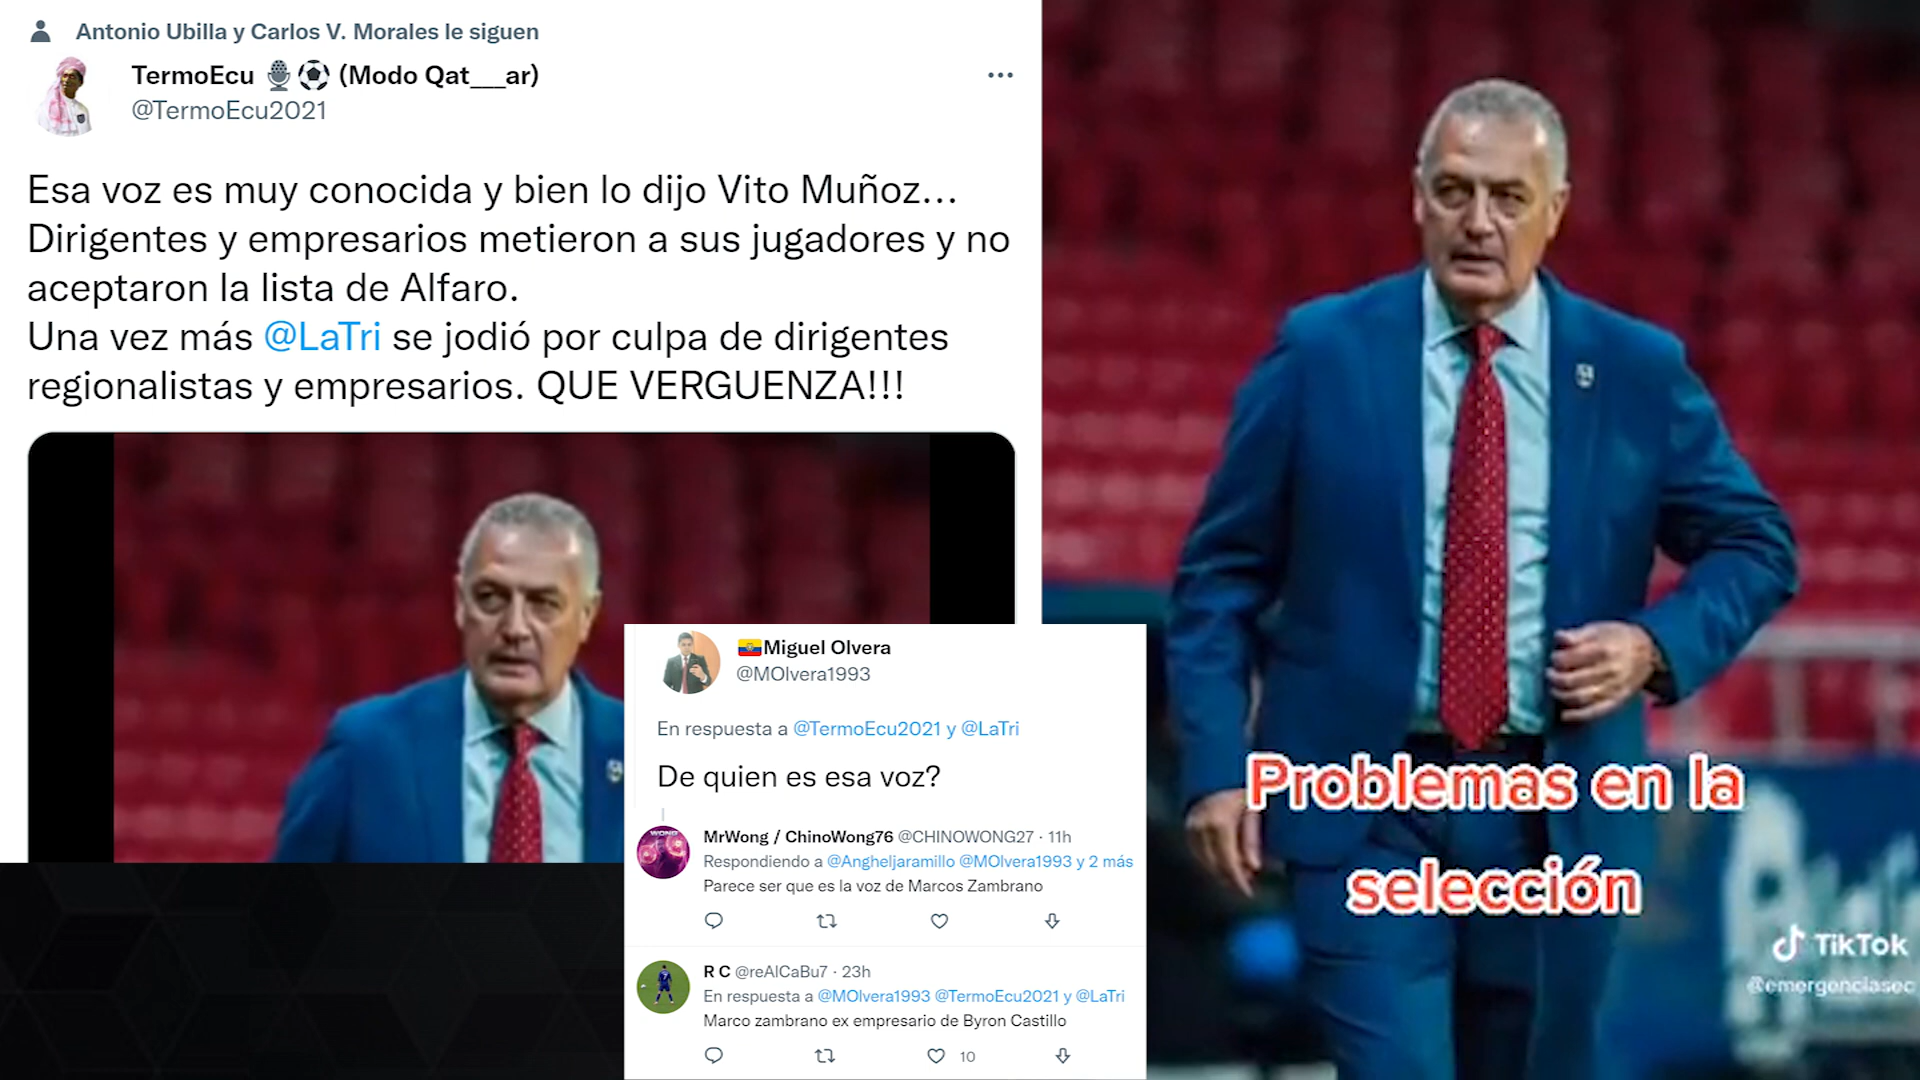 Antonio Ubilla y Carlos V. Morales le siguen
TermoEcu 🎙️⚽ (Modo Qat___ar)
@TermoEcu2021
Esa voz es muy conocida y bien lo dijo Vito Muñoz...
Dirigentes y empresarios metieron a sus jugadores y no
aceptaron la lista de Alfaro.
Una vez más @LaTri se jodió por culpa de dirigentes
regionalistas y empresarios. QUE VERGUENZA!!!
🇪🇨Miguel Olvera
@MOlvera1993
En respuesta a @TermoEcu2021 y @LaTri
De quien es esa voz?
WONG
MrWong / ChinoWong76 @CHINOWONG27 · 11h
Respondiendo a @Angheljaramillo @MOlvera1993 y 2 más
Parece ser que es la voz de Marcos Zambrano
R C @reAlCaBu7 · 23h
En respuesta a @MOlvera1993 @TermoEcu2021 y @LaTri
Marco zambrano ex empresario de Byron Castillo
10
Problemas en la
selección
TikTok
@emergenciasec